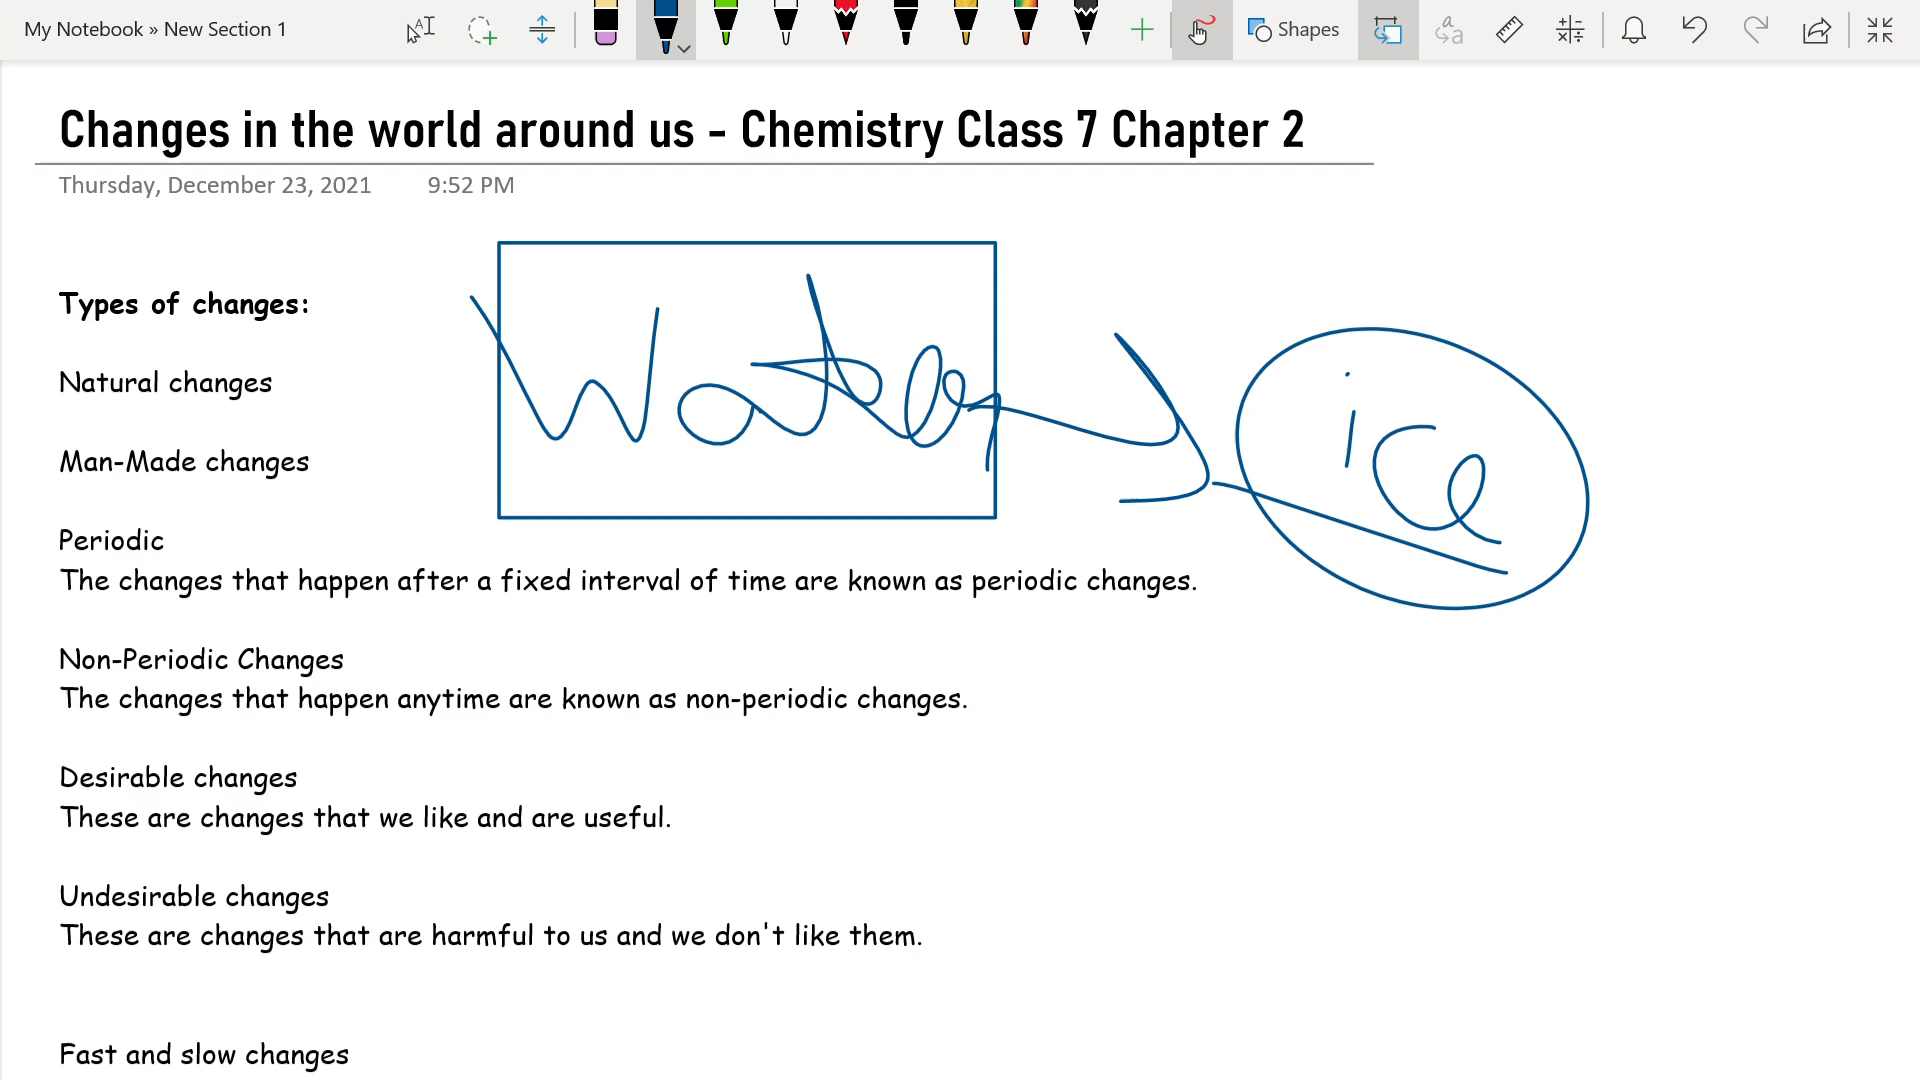 My Notebook » New Section 1
Shapes
Changes in the world around us - Chemistry Class 7 Chapter 2
Thursday, December 23, 2021 9:52 PM
Types of changes:
Water
ice
Natural changes
Man-Made changes
Periodic
The changes that happen after a fixed interval of time are known as periodic changes.
Non-Periodic Changes
The changes that happen anytime are known as non-periodic changes.
Desirable changes
These are changes that we like and are useful.
Undesirable changes
These are changes that are harmful to us and we don't like them.
Fast and slow changes